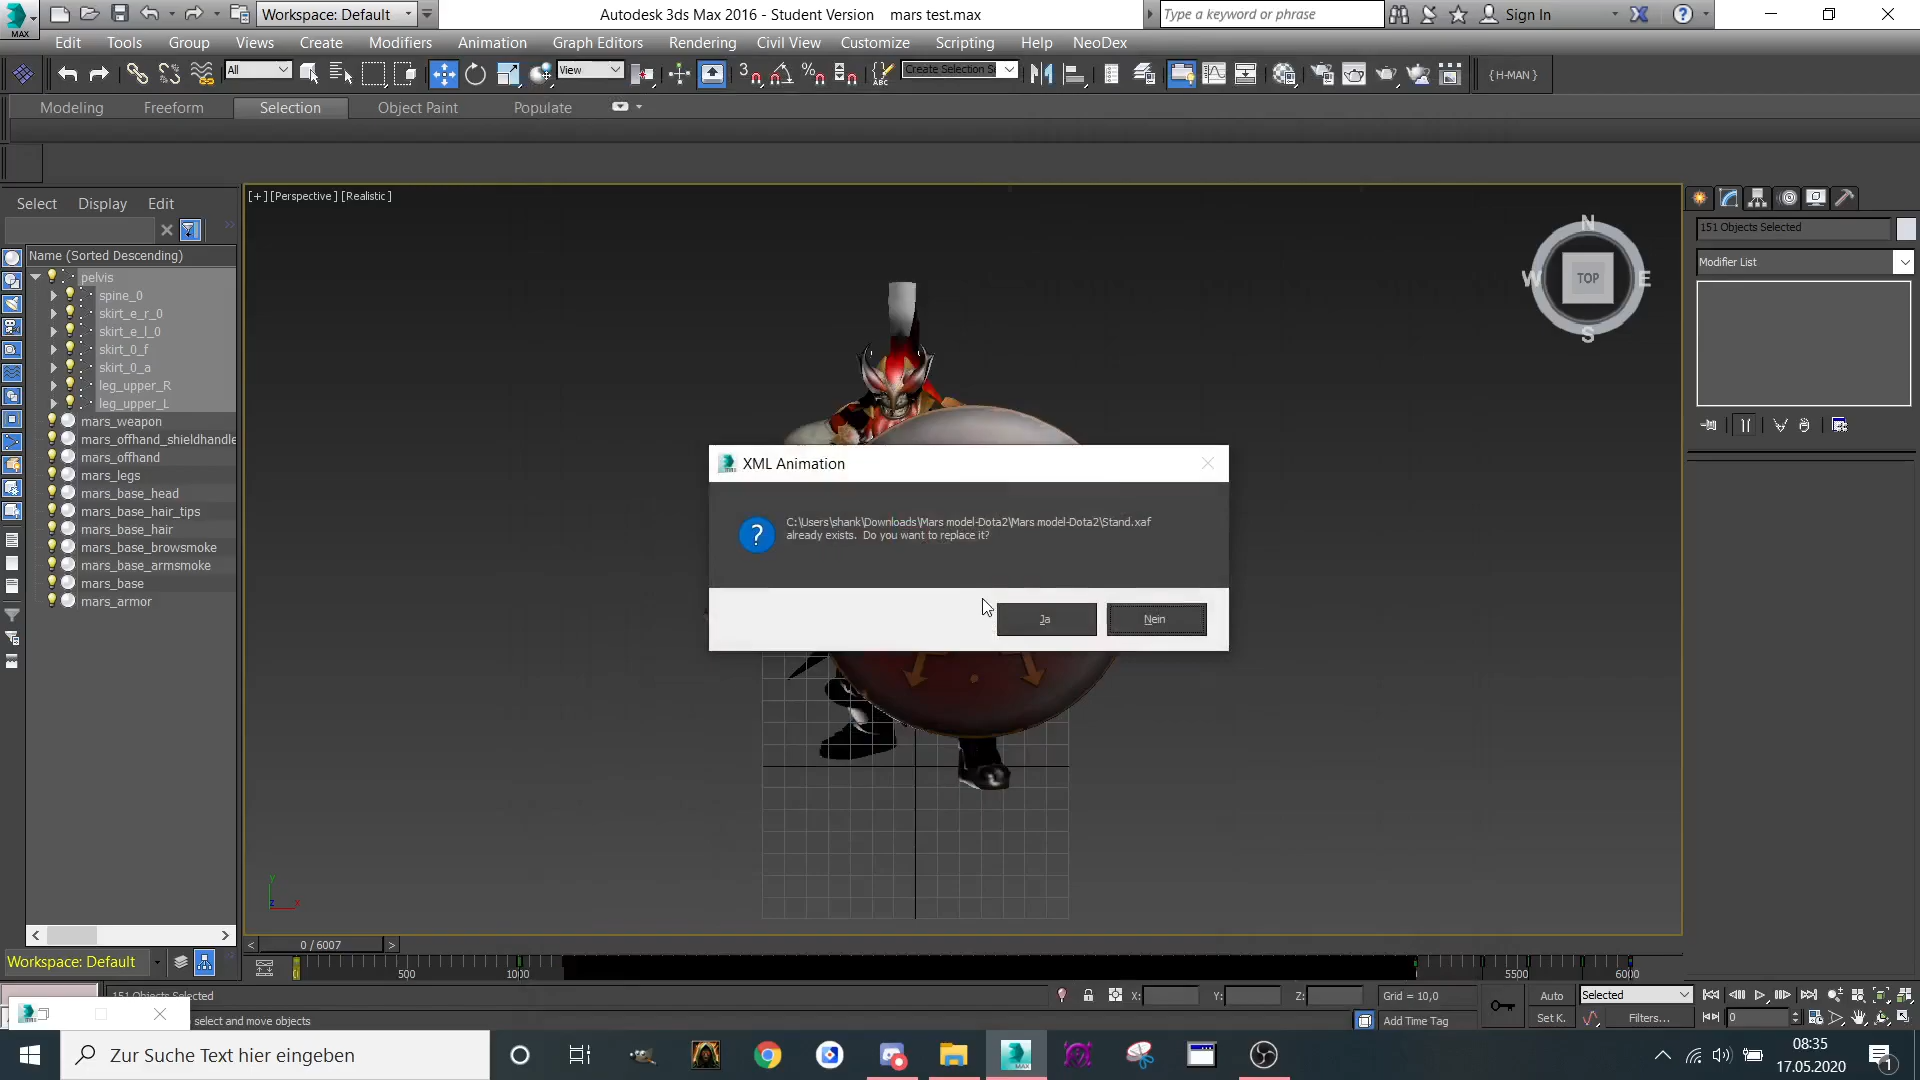 MAX
Workspace: Default
Autodesk 3ds Max 2016 - Student Version    mars test.max
Type a keyword or phrase
Sign In
Edit Tools Group Views Create Modifiers Animation Graph Editors Rendering Civil View Customize Scripting Help NeoDex
All
View
Create Selection S
{H-MAN}
Modeling Freeform Selection Object Paint Populate
[+] [Perspective] [Realistic]
Select Display Edit
Name (Sorted Descending)
pelvis
spine_0
skirt_e_r_0
skirt_e_l_0
skirt_0_f
skirt_0_a
leg_upper_R
leg_upper_L
mars_weapon
mars_offhand_shieldhandle
mars_offhand
mars_legs
mars_base_head
mars_base_hair_tips
mars_base_hair
mars_base_browsmoke
mars_base_armsmoke
mars_base
mars_armor
N
W TOP E
S
151 Objects Selected
Modifier List
XML Animation
C:\Users\shank\Downloads\Mars model-Dota2\Mars model-Dota2\Stand.xaf
already exists.  Do you want to replace it?
Ja
Nein
y
z x
0 / 6007
Workspace: Default
500 1000 5500 6000
151 Objects Selected
X: Y: Z: Grid = 10,0
Auto
Selected
select and move objects
Add Time Tag
Set K.
Filters...
0
Zur Suche Text hier eingeben
MAX
08:35
17.05.2020
1